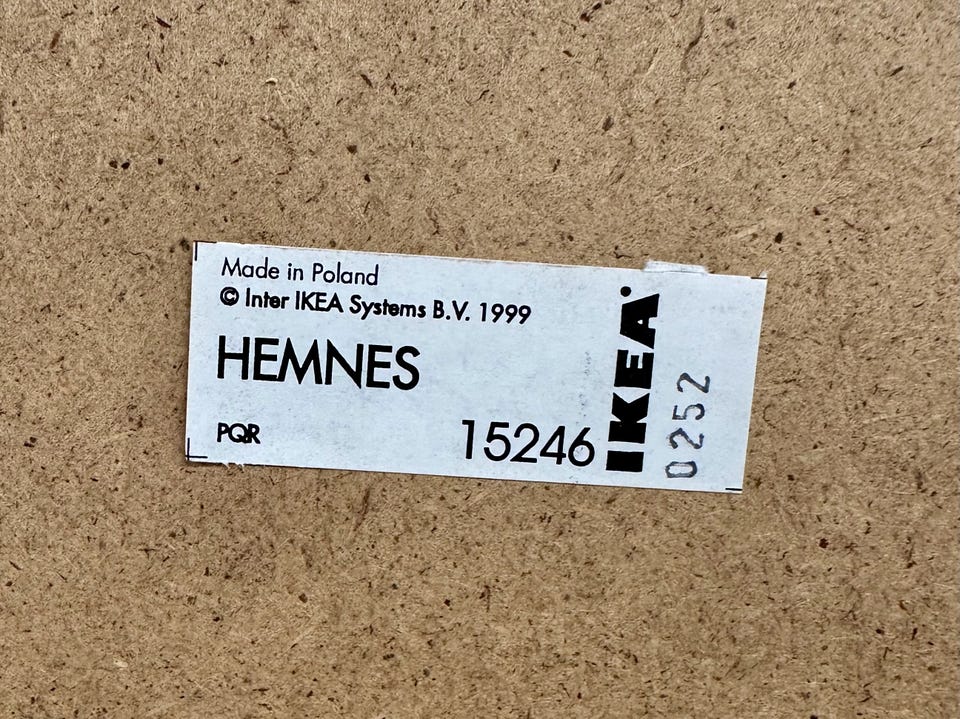 Made in Poland
© Inter IKEA Systems B.V. 1999
HEMNES
PQR
15246
IKEA
0252